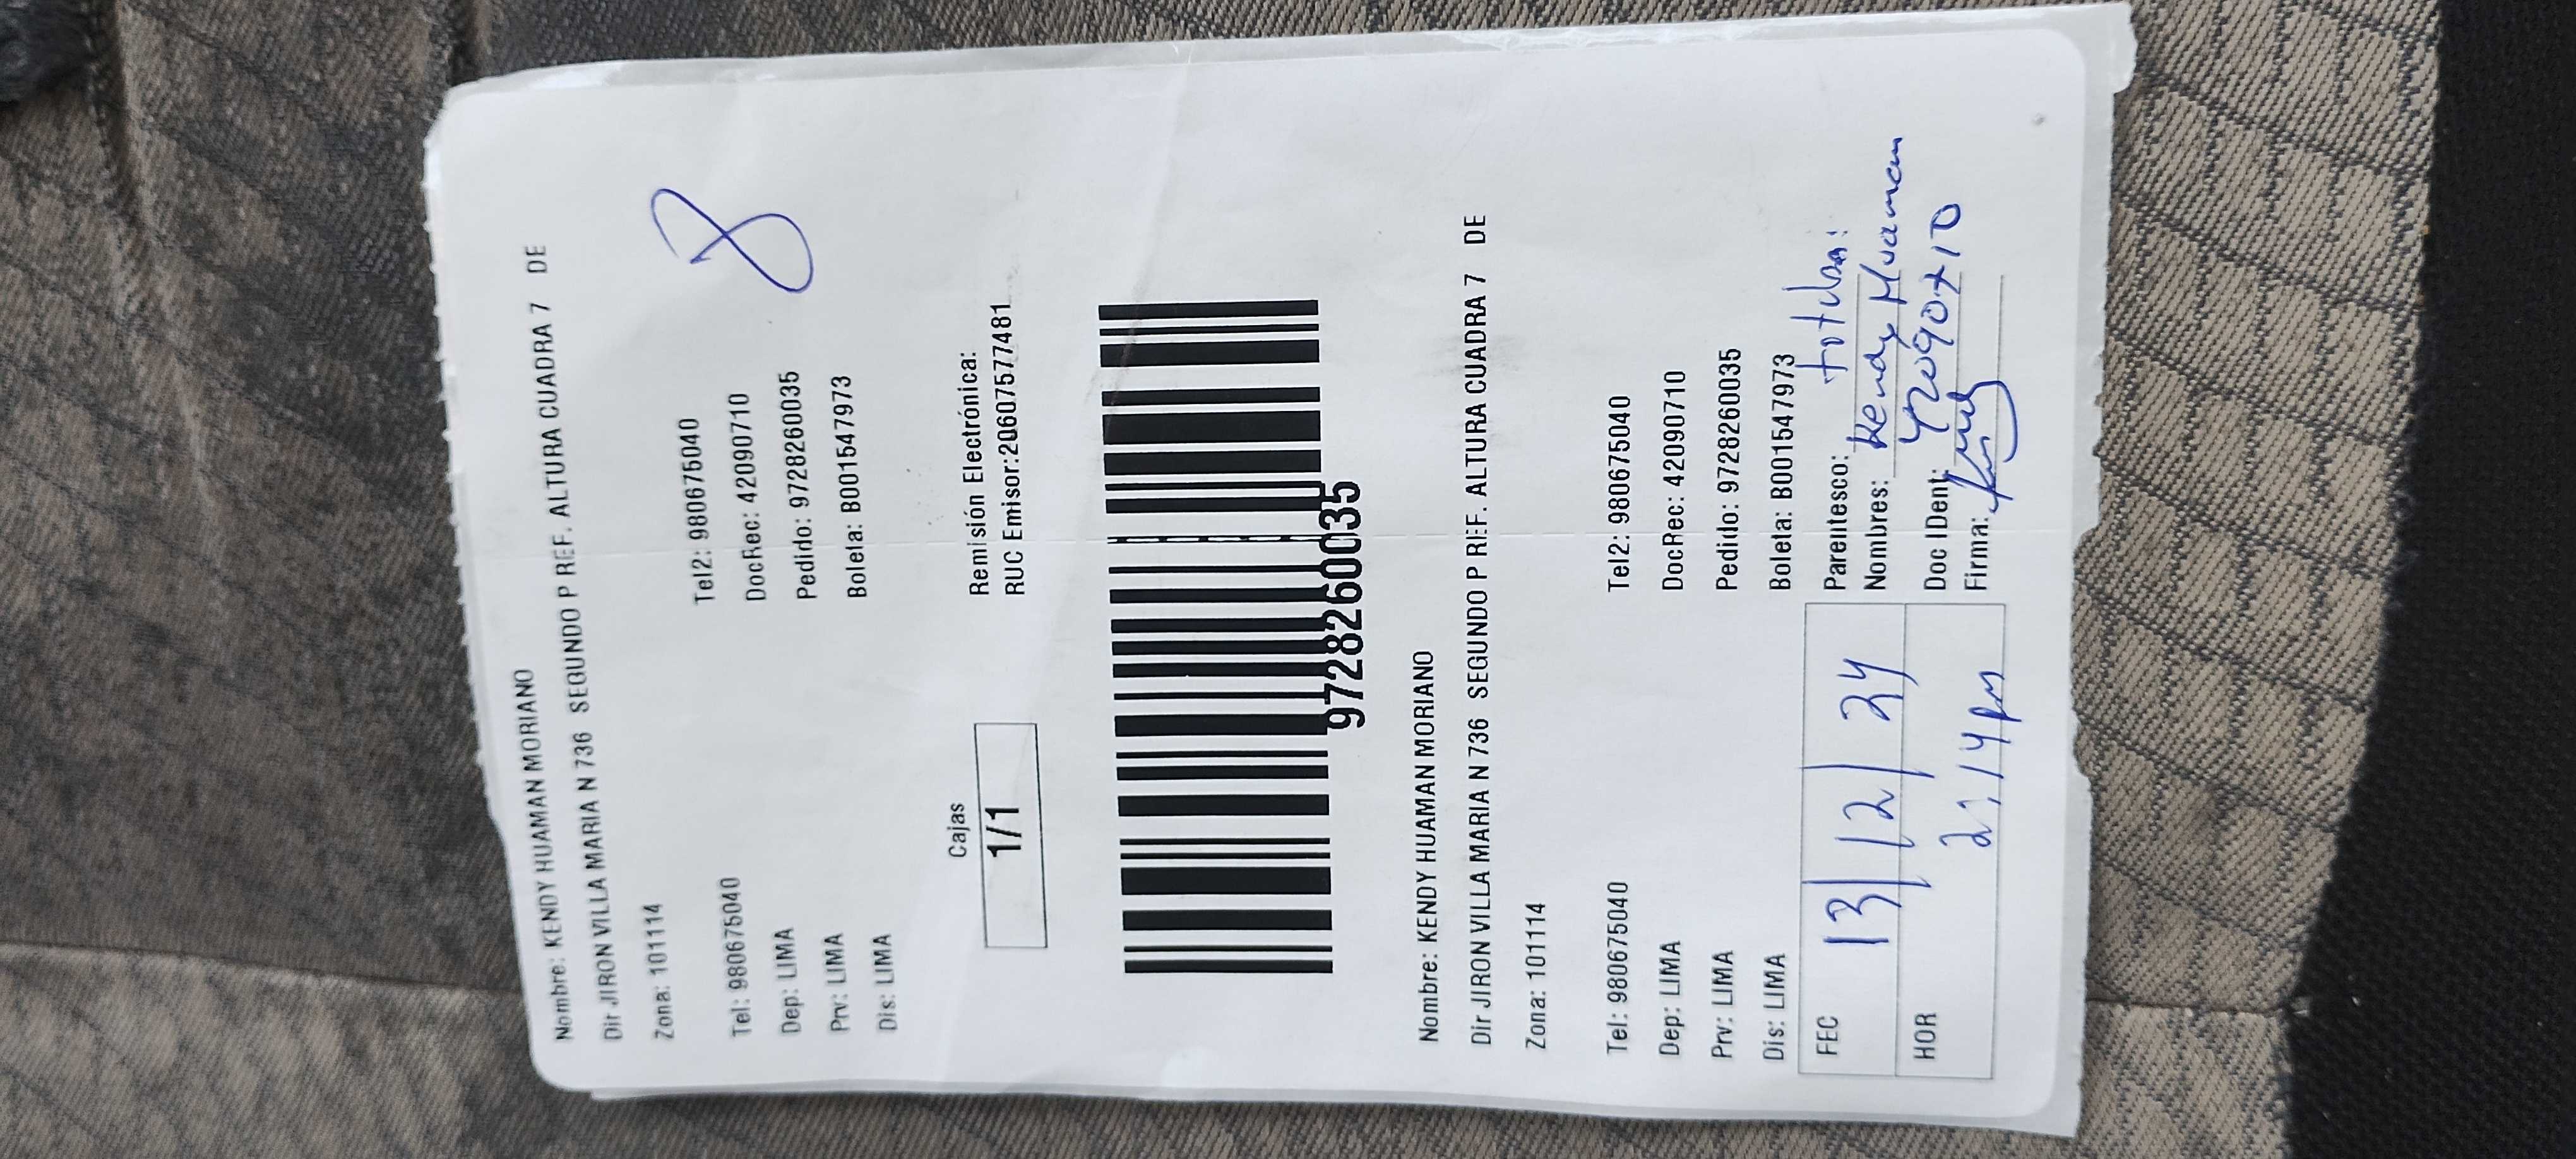 Nombre: KENDY HUAMAN MORIANO
Dir JIRON VILLA MARIA N 736 SEGUNDO P REF. ALTURA CUADRA 7 DE
Zona: 101114
8
Tel: 980675040 Tel2: 980675040
Dep: LIMA DocRec: 42090710
Prv: LIMA Pedido: 97282600035
Dis: LIMA Boleta: B001547973
Cajas Remisión Electrónica:
1/1 RUC Emisor:20607577481
97282600035
Nombre: KENDY HUAMAN MORIANO
Dir JIRON VILLA MARIA N 736 SEGUNDO P REF. ALTURA CUADRA 7 DE
Zona: 101114
Tel: 980675040 Tel2: 980675040
Dep: LIMA DocRec: 42090710
Prv: LIMA Pedido: 97282600035
Dis: LIMA Boleta: B001547973
FEC 13/12/24 Parentesco:
Nombres: Kendy Huaman
HOR 2:14pm Doc IDent: 42090710
Firma: